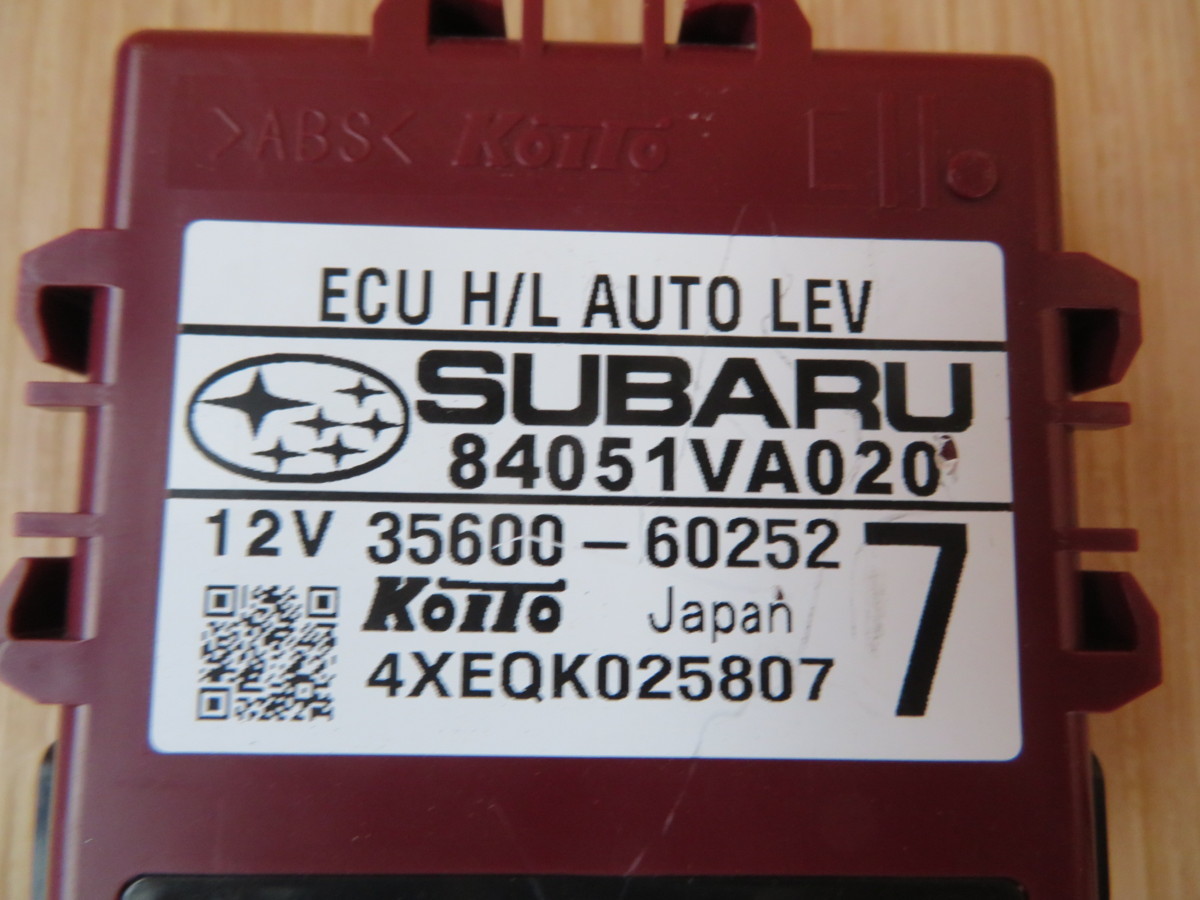 >ABS< KoiTo
ECU H/L AUTO LEV
SUBARU
84051VA020
12V 35600-60252
7
KoiTo Japan
4XEQK025807